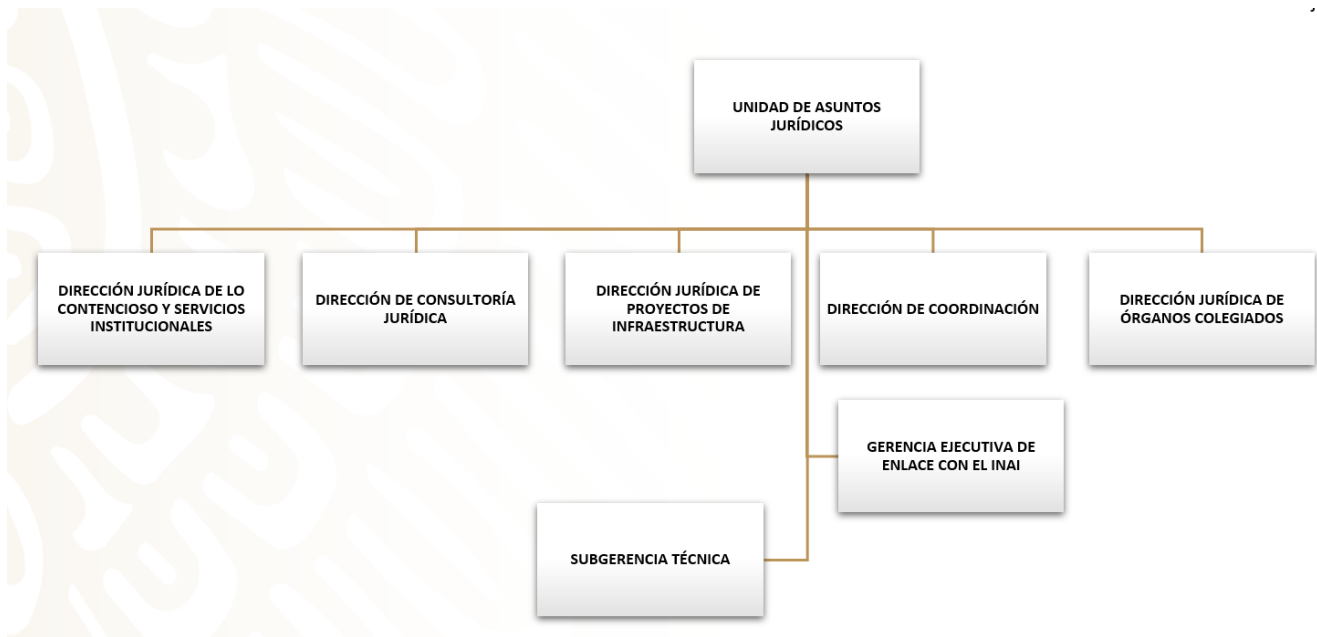 UNIDAD DE ASUNTOS
JURÍDICOS
DIRECCIÓN JURÍDICA DE LO
CONTENCIOSO Y SERVICIOS
INSTITUCIONALES
DIRECCIÓN DE CONSULTORÍA
JURÍDICA
DIRECCIÓN JURÍDICA DE
PROYECTOS DE
INFRAESTRUCTURA
DIRECCIÓN DE COORDINACIÓN
DIRECCIÓN JURÍDICA DE
ÓRGANOS COLEGIADOS
GERENCIA EJECUTIVA DE
ENLACE CON EL INAI
SUBGERENCIA TÉCNICA